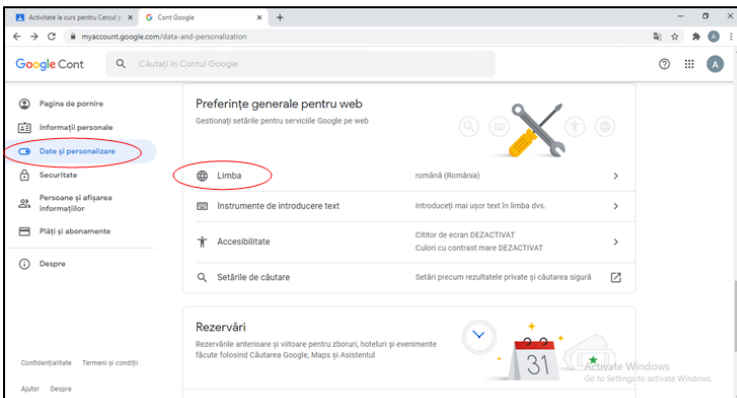 Activitate la curs pentru Cercul p
Cont Google
myaccount.google.com/data-and-personalization
Google Cont
Căutați în Contul Google
A
Pagina de pornire
Informații personale
Date și personalizare
Securitate
Persoane și afișarea
informațiilor
Plăți și abonamente
Despre
Confidențialitate Termeni și condiții
Ajutor Despre
Preferințe generale pentru web
Gestionați setările pentru serviciile Google pe web
Limba
română (România)
Instrumente de introducere text
Introduceți mai ușor text în limba dvs.
Accesibilitate
Cititor de ecran DEZACTIVAT
Culori cu contrast mare DEZACTIVAT
Setările de căutare
Setări precum rezultatele private și căutarea sigură
Rezervări
Rezervările anterioare și viitoare pentru zboruri, hoteluri și evenimente
făcute folosind Căutarea Google, Maps și Asistentul
31
Activate Windows
Go to Settings to activate Windows.